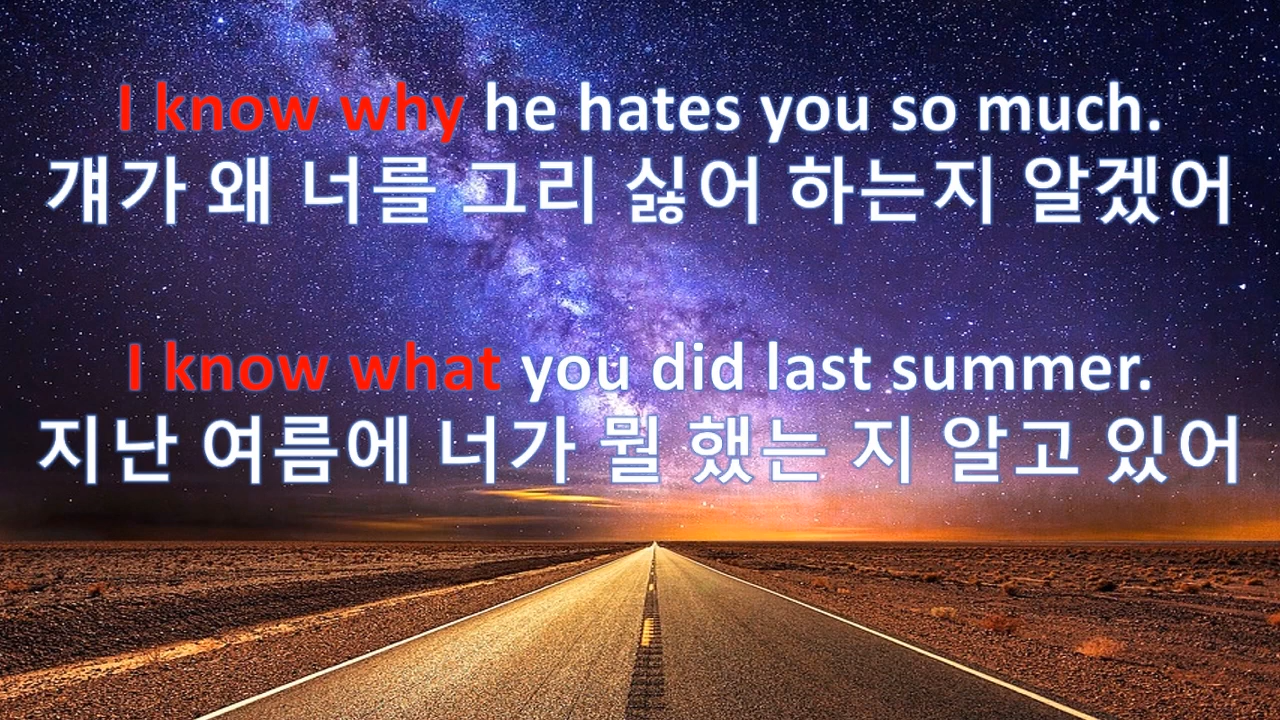 I know why he hates you so much.
걔가 왜 너를 그리 싫어 하는지 알겠어
I know what you did last summer.
지난 여름에 너가 뭘 했는 지 알고 있어